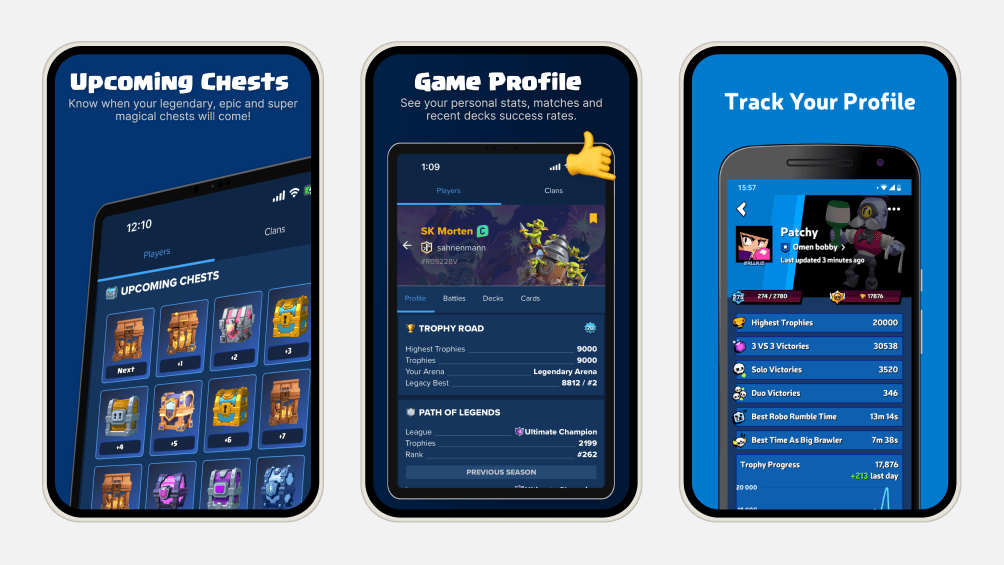 Upcoming Chests
Know when your legendary, epic and super
magical chests will come!
12:10
Players
Clans
UPCOMING CHESTS
Next
+1
+2
+3
+4
+5
+6
+7
Game Profile
See your personal stats, matches and
recent decks success rates.
1:09
Players
Clans
SK Morten
sahnenmann
#R09228V
Profile
Battles
Decks
Cards
TROPHY ROAD
Highest Trophies 9000
Trophies 9000
Your Arena Legendary Arena
Legacy Best 8812 / #2
PATH OF LEGENDS
League Ultimate Champion
Trophies 2199
Rank #262
PREVIOUS SEASON
Track Your Profile
15:57
Patchy
Omen bobby
Last updated 3 minutes ago
275
274 / 2780
17876
Highest Trophies 20000
3 VS 3 Victories 30538
Solo Victories 3520
Duo Victories 346
Best Robo Rumble Time 13m 14s
Best Time As Big Brawler 7m 38s
Trophy Progress 17,876
+213 last day
20 000